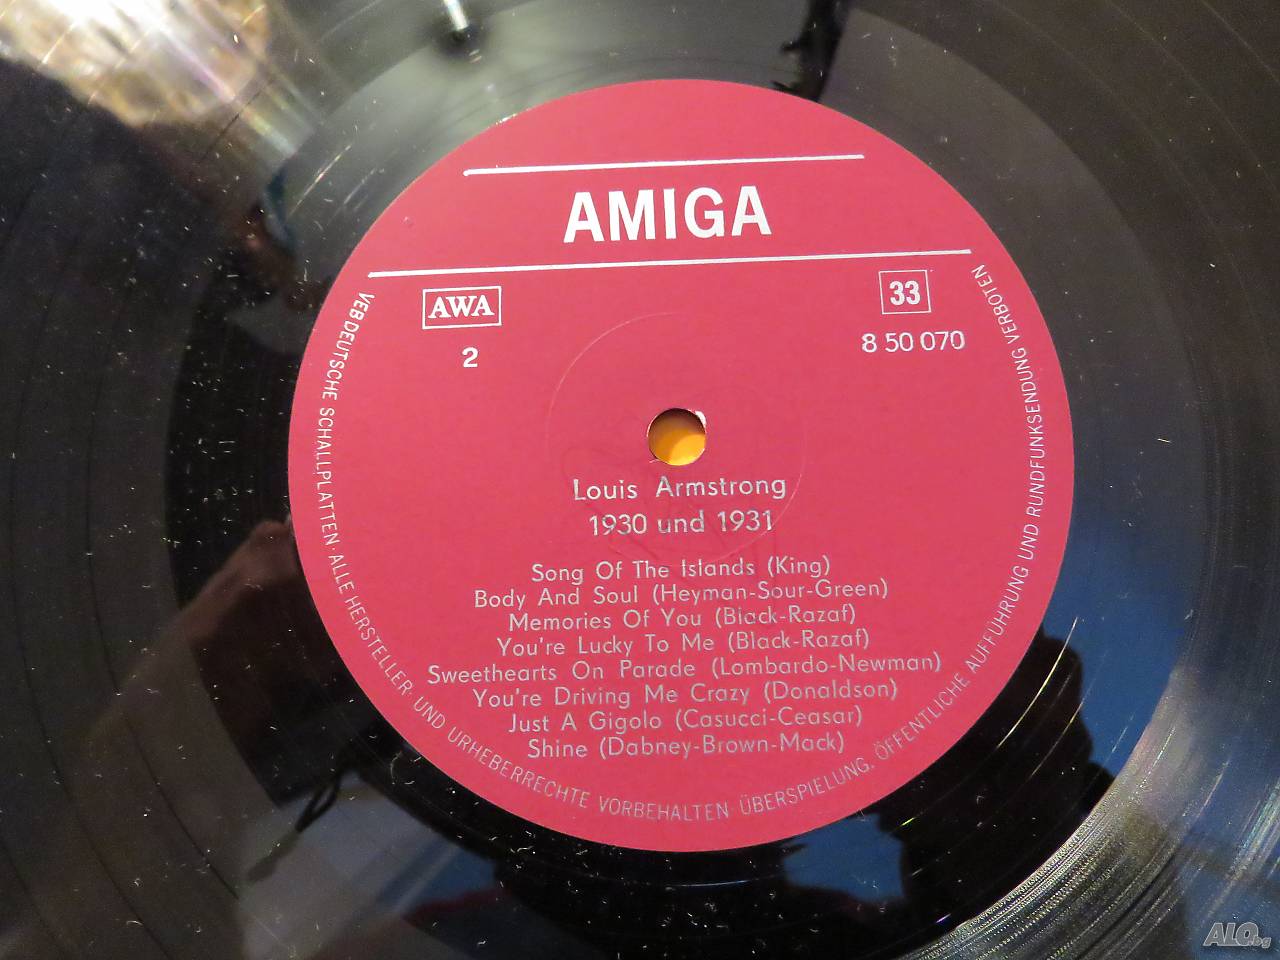 AMIGA
AWA
33
2
8 50 070
Louis Armstrong
1930 und 1931
Song Of The Islands (King)
Body And Soul (Heyman-Sour-Green)
Memories Of You (Black-Razaf)
You're Lucky To Me (Black-Razaf)
Sweethearts On Parade (Lombardo-Newman)
You're Driving Me Crazy (Donaldson)
Just A Gigolo (Casucci-Ceasar)
Shine (Dabney-Brown-Mack)
VEB DEUTSCHE SCHALLPLATTEN · ALLE HERSTELLER- UND URHEBERRECHTE VORBEHALTEN · ÜBERSPIELUNG, ÖFFENTLICHE AUFFÜHRUNG UND RUNDFUNKSENDUNG VERBOTEN
ALO.bg